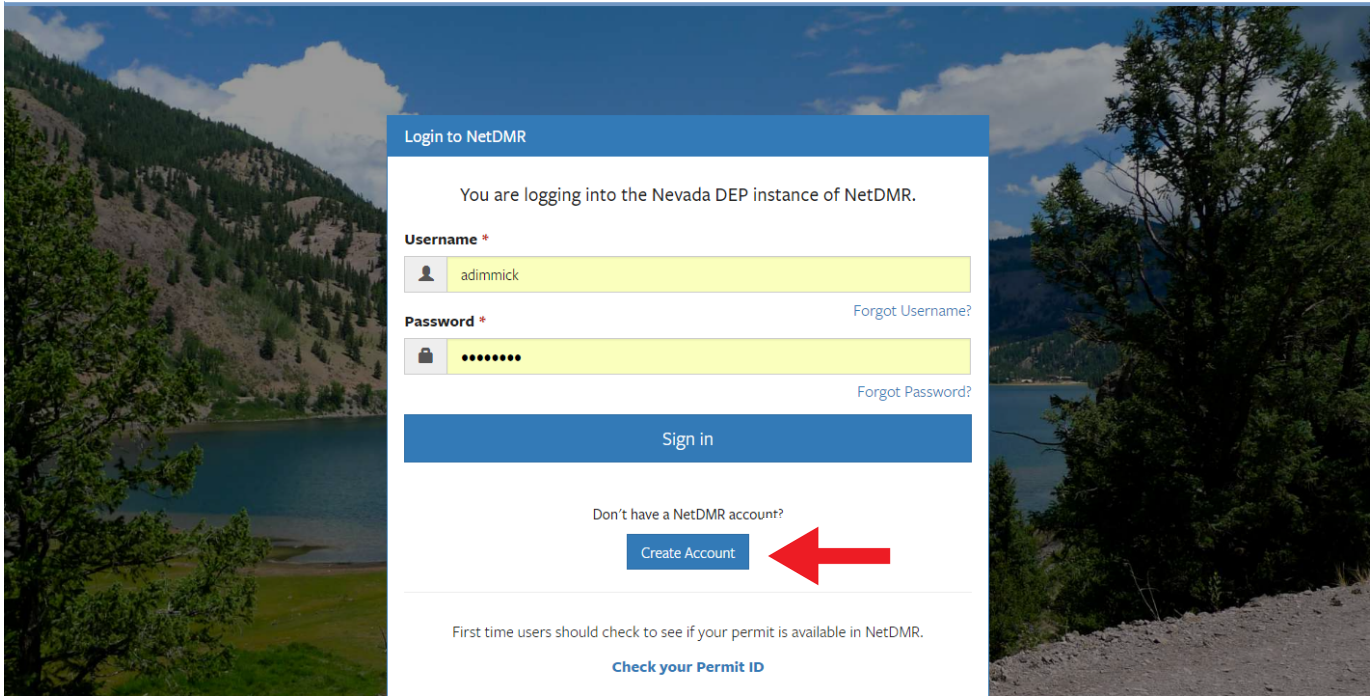 Login to NetDMR
You are logging into the Nevada DEP instance of NetDMR.
Username *
adimmick
Forgot Username?
Password *
••••••••
Forgot Password?
Sign in
Don't have a NetDMR account?
Create Account
First time users should check to see if your permit is available in NetDMR.
Check your Permit ID